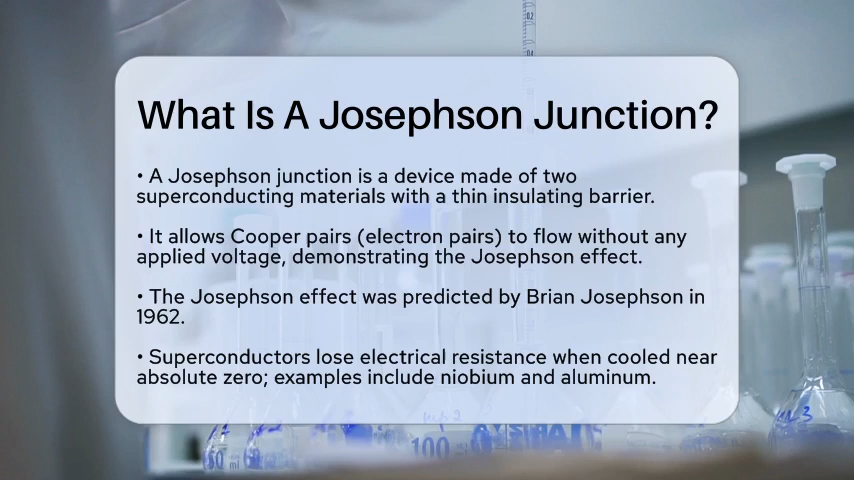 What Is A Josephson Junction?
• A Josephson junction is a device made of two
superconducting materials with a thin insulating barrier.
• It allows Cooper pairs (electron pairs) to flow without any
applied voltage, demonstrating the Josephson effect.
• The Josephson effect was predicted by Brian Josephson in
1962.
• Superconductors lose electrical resistance when cooled near
absolute zero; examples include niobium and aluminum.
100